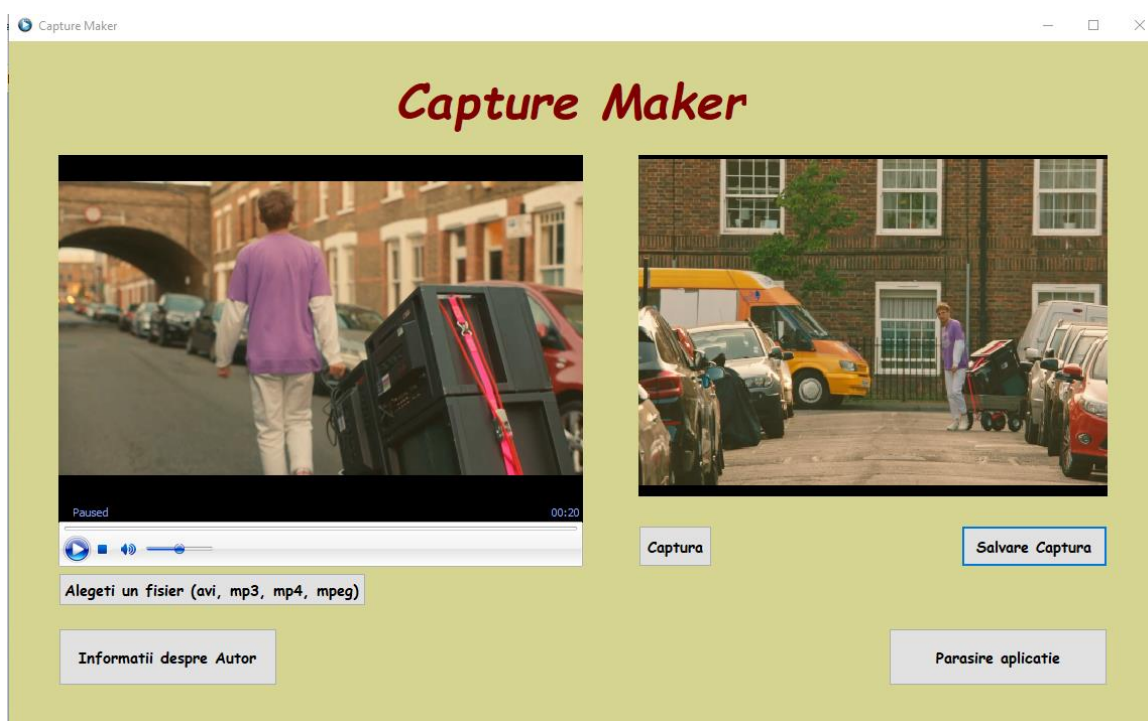 Capture Maker
Capture Maker
Paused
00:20
Captura
Salvare Captura
Alegeti un fisier (avi, mp3, mp4, mpeg)
Informatii despre Autor
Parasire aplicatie